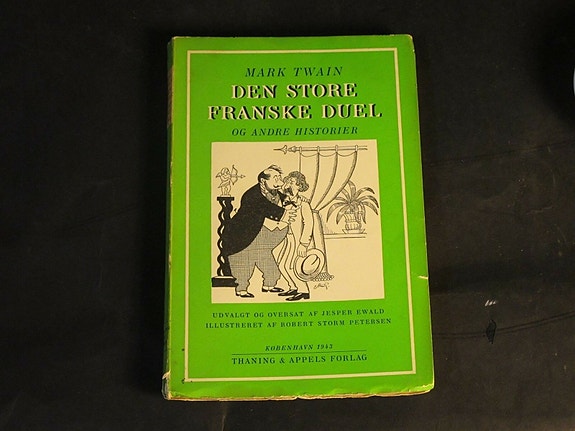 MARK TWAIN
DEN STORE
FRANSKE DUEL
OG ANDRE HISTORIER
UDVALGT OG OVERSAT AF JESPER EWALD
ILLUSTRERET AF ROBERT STORM PETERSEN
KØBENHAVN 1943
THANING & APPELS FORLAG